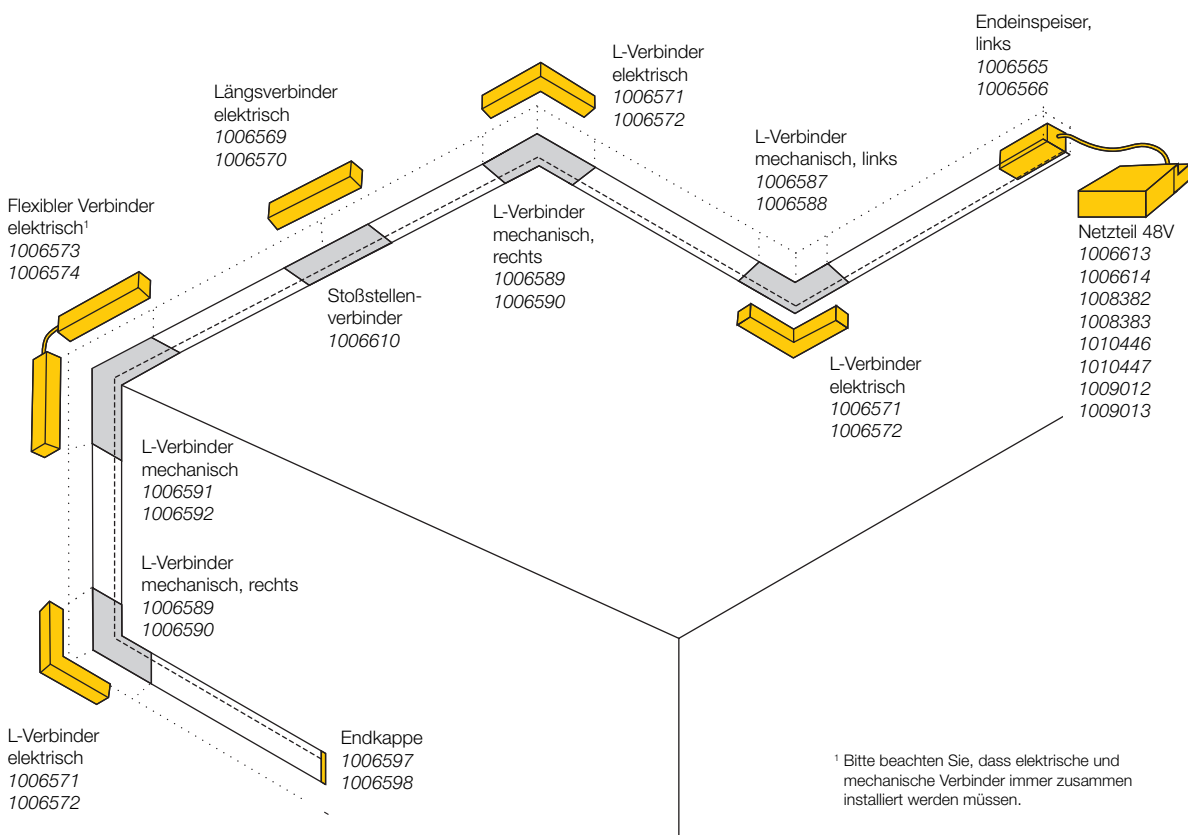 Endeinspeiser,
links
1006565
1006566
L-Verbinder
elektrisch
1006571
1006572
Längsverbinder
elektrisch
1006569
1006570
L-Verbinder
mechanisch, links
1006587
1006588
Flexibler Verbinder
elektrisch¹
1006573
1006574
L-Verbinder
mechanisch,
rechts
1006589
1006590
Netzteil 48V
1006613
1006614
1008382
1008383
1010446
1010447
1009012
1009013
Stoßstellen-
verbinder
1006610
L-Verbinder
elektrisch
1006571
1006572
L-Verbinder
mechanisch
1006591
1006592
L-Verbinder
mechanisch, rechts
1006589
1006590
L-Verbinder
elektrisch
1006571
1006572
Endkappe
1006597
1006598
¹ Bitte beachten Sie, dass elektrische und
mechanische Verbinder immer zusammen
installiert werden müssen.